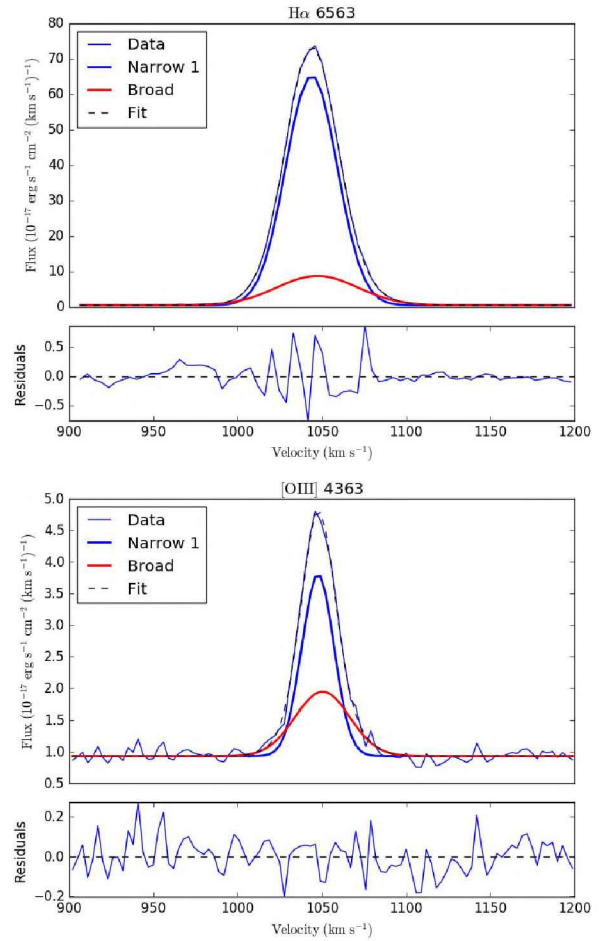 Hα 6563
80
70
60
50
40
30
20
10
0
Flux (10⁻¹⁷ erg s⁻¹ cm⁻² (km s⁻¹)⁻¹)
Data
Narrow 1
Broad
Fit
0.5
0.0
−0.5
Residuals
900 950 1000 1050 1100 1150 1200
Velocity (km s⁻¹)
[OIII] 4363
5.0
4.5
4.0
3.5
3.0
2.5
2.0
1.5
1.0
0.5
Flux (10⁻¹⁷ erg s⁻¹ cm⁻² (km s⁻¹)⁻¹)
Data
Narrow 1
Broad
Fit
0.2
0.0
−0.2
Residuals
900 950 1000 1050 1100 1150 1200
Velocity (km s⁻¹)